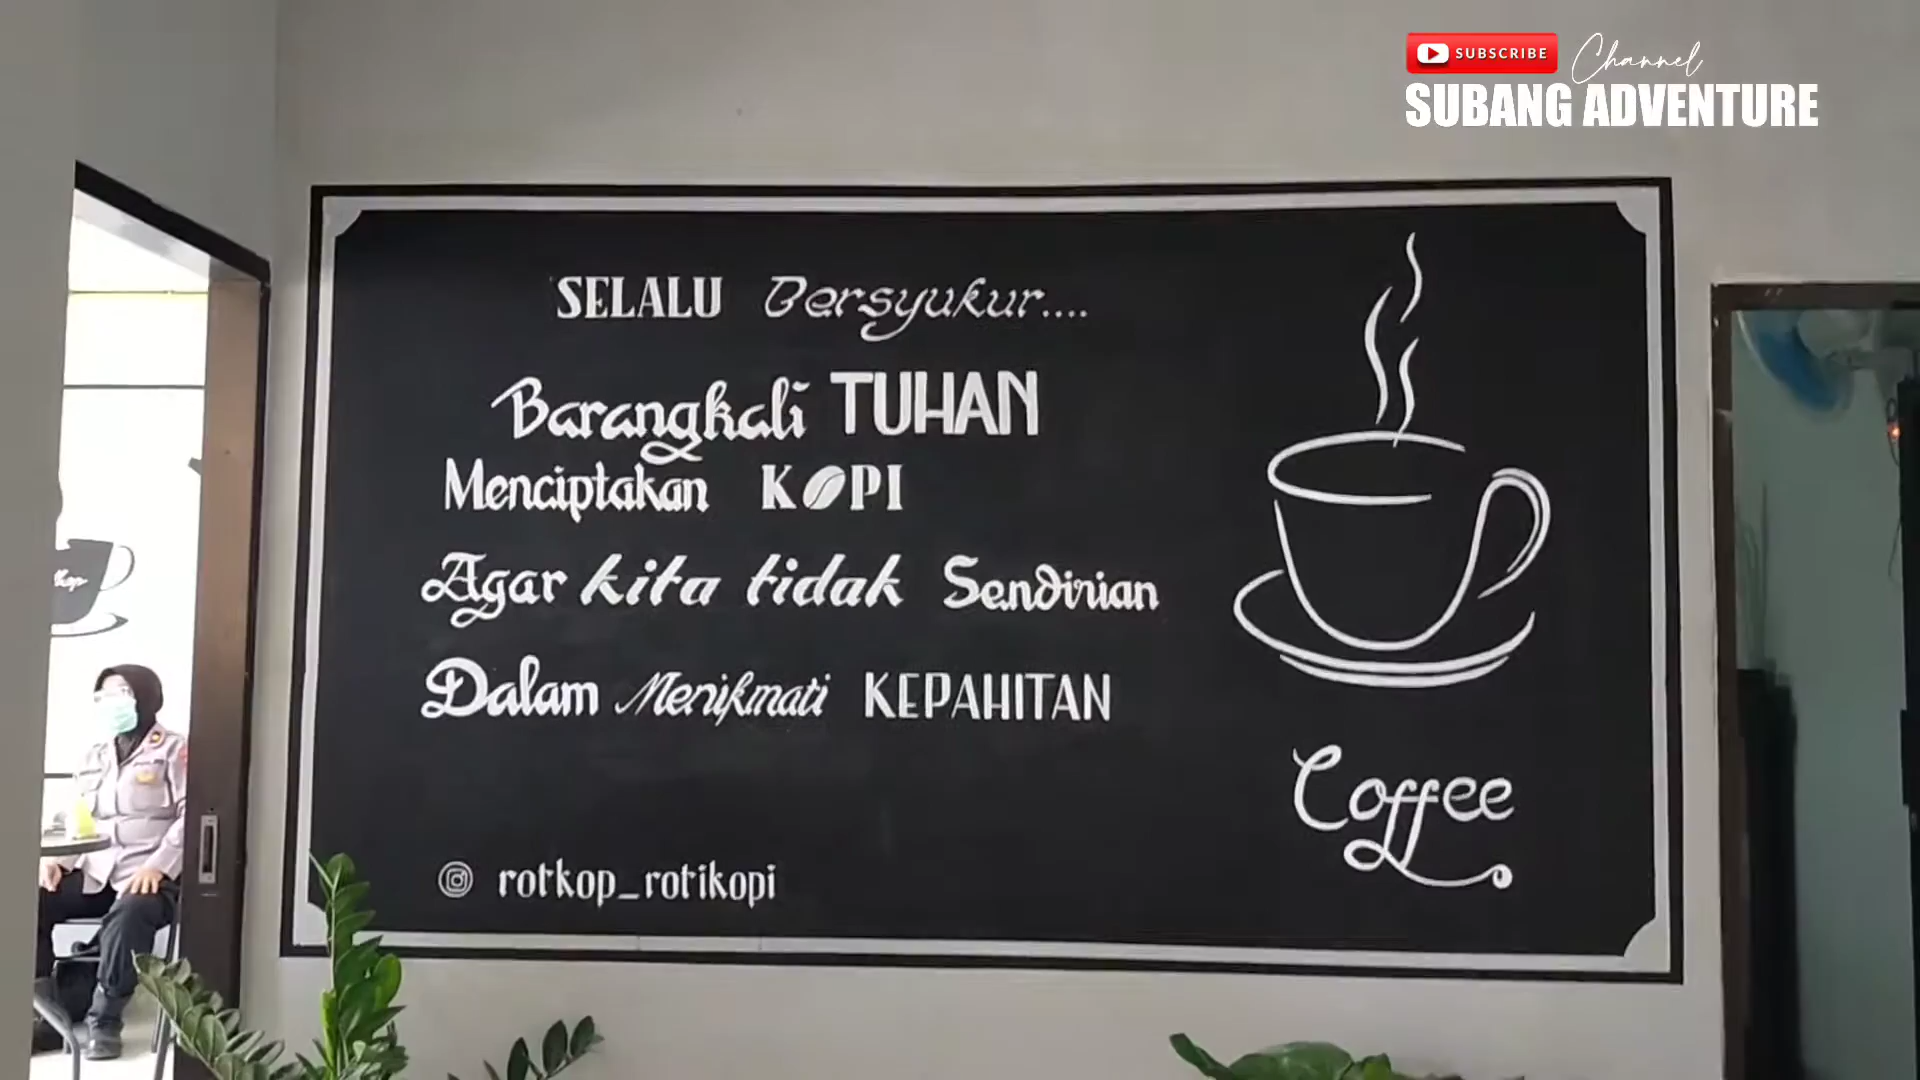 SUBSCRIBE Channel
SUBANG ADVENTURE
SELALU Bersyukur....
Barangkali TUHAN
Menciptakan KOPI
Agar kita tidak Sendirian
Dalam Menikmati KEPAHITAN
Coffee
rotkop_rotikopi